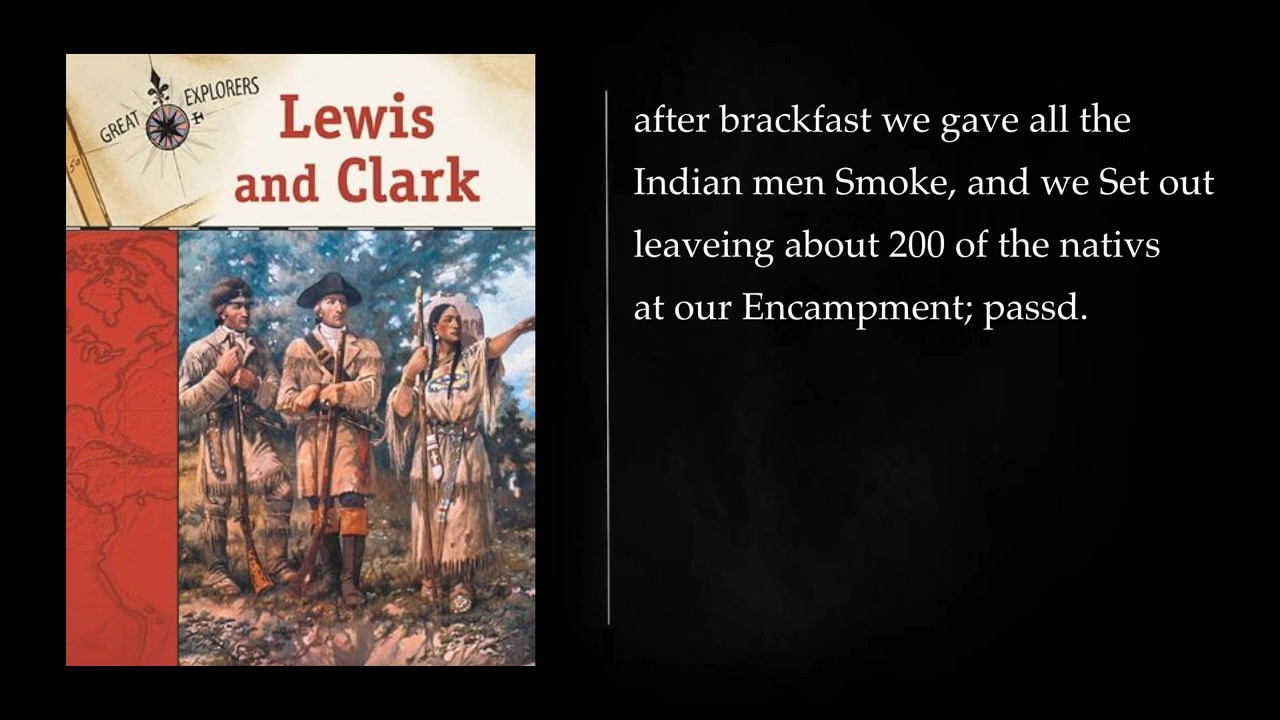 GREAT EXPLORERS
Lewis
and Clark
50
after brackfast we gave all the
Indian men Smoke, and we Set out
leaveing about 200 of the nativs
at our Encampment; passd.